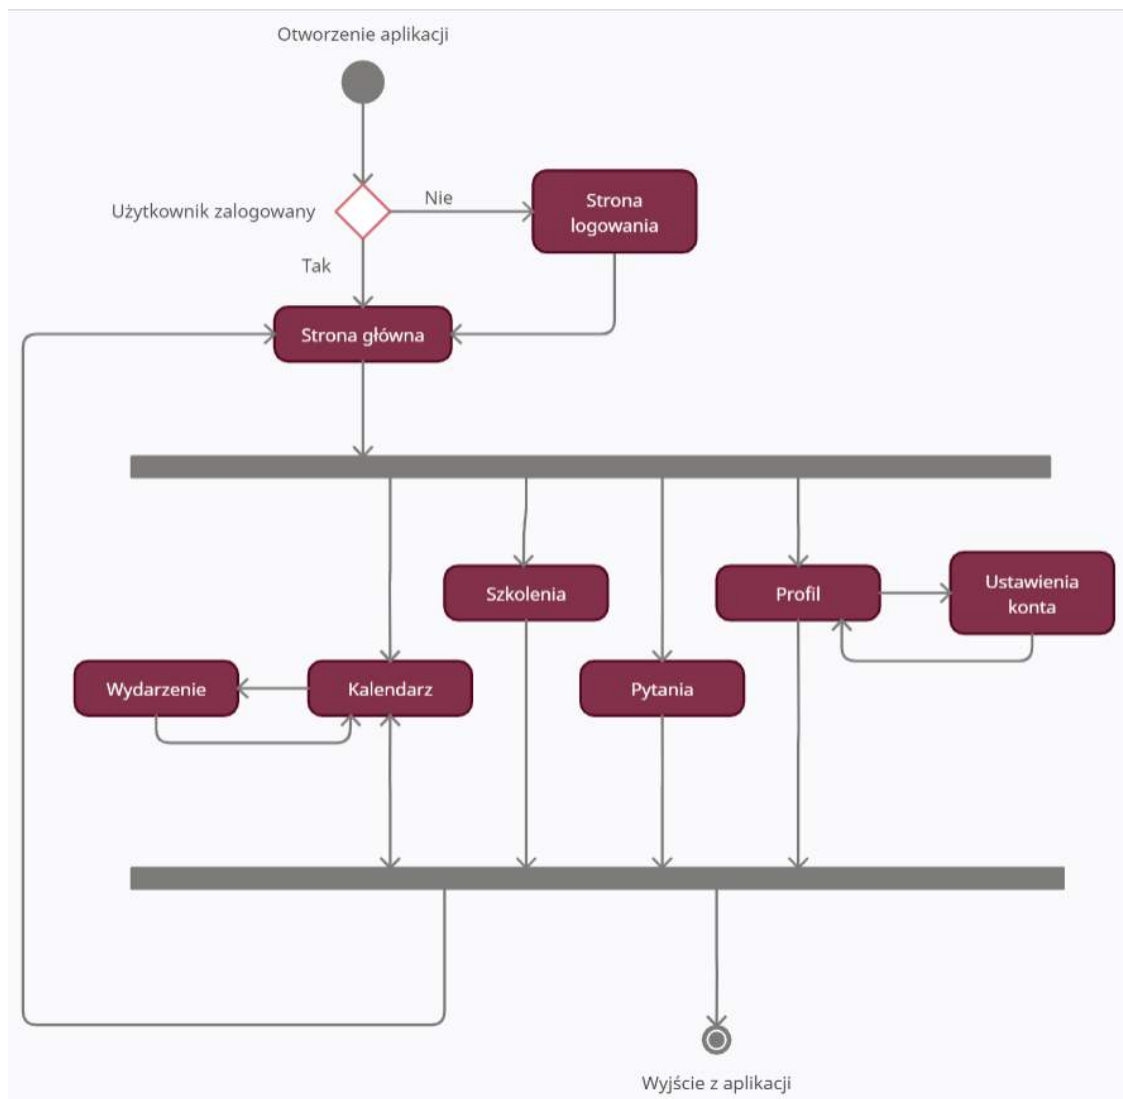 Otworzenie aplikacji
Nie
Strona
logowania
Użytkownik zalogowany
Tak
Strona główna
Szkolenia
Profil
Ustawienia
konta
Wydarzenie
Kalendarz
Pytania
Wyjście z aplikacji